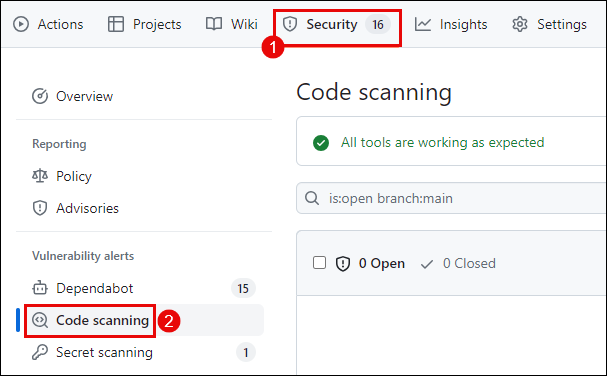 Actions Projects Wiki Security 16 Insights Settings
1
Overview
Code scanning
Reporting
All tools are working as expected
Policy
is:open branch:main
Advisories
Vulnerability alerts
0 Open 0 Closed
Dependabot 15
Code scanning 2
Secret scanning 1